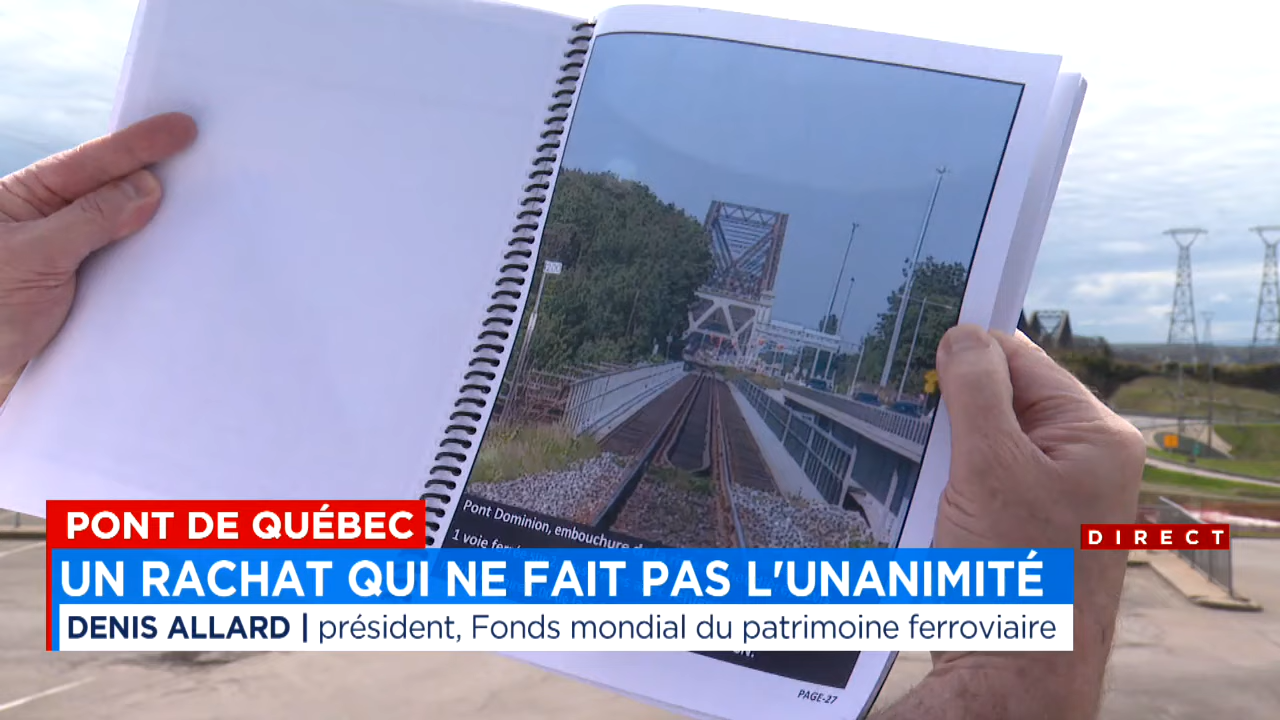 Pont Dominion, embouchure
1 voie
PONT DE QUÉBEC
DIRECT
UN RACHAT QUI NE FAIT PAS L'UNANIMITÉ
DENIS ALLARD | président, Fonds mondial du patrimoine ferroviaire
PAGE-27